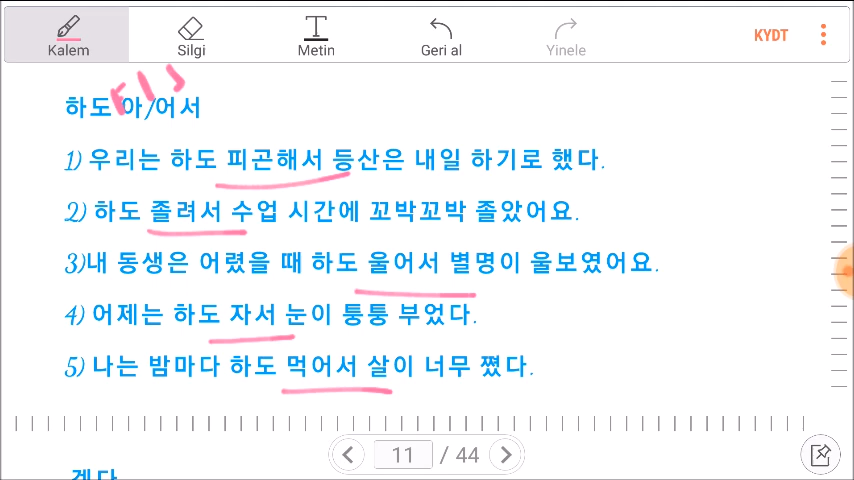 Kalem Silgi Metin Geri al Yinele KYDT
하도 아/어서
1) 우리는 하도 피곤해서 등산은 내일 하기로 했다.
2) 하도 졸려서 수업 시간에 꼬박꼬박 졸았어요.
3)내 동생은 어렸을 때 하도 울어서 별명이 울보였어요.
4) 어제는 하도 자서 눈이 퉁퉁 부었다.
5) 나는 밤마다 하도 먹어서 살이 너무 쪘다.
11 / 44